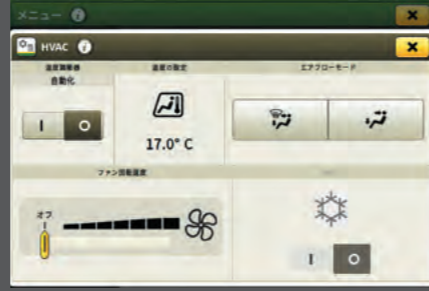 メニュー
HVAC
温度調節器
温度の設定
エアフローモード
自動化
I
O
17.0° C
ファン回転速度
オフ
I
O